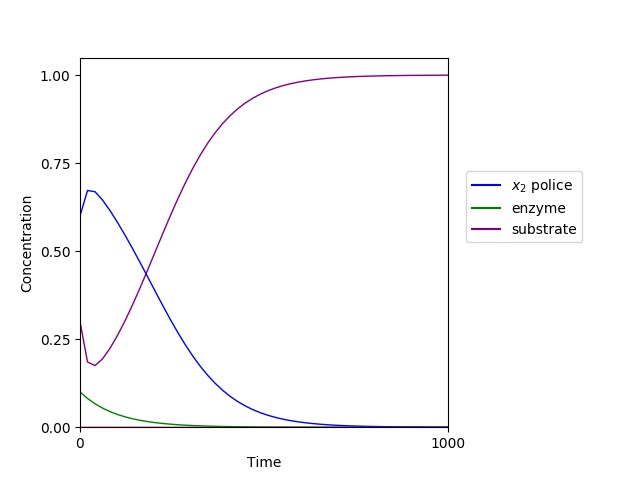 1.00
0.75
0.50
0.25
0.00
Concentration
0
1000
Time
x₂ police
enzyme
substrate